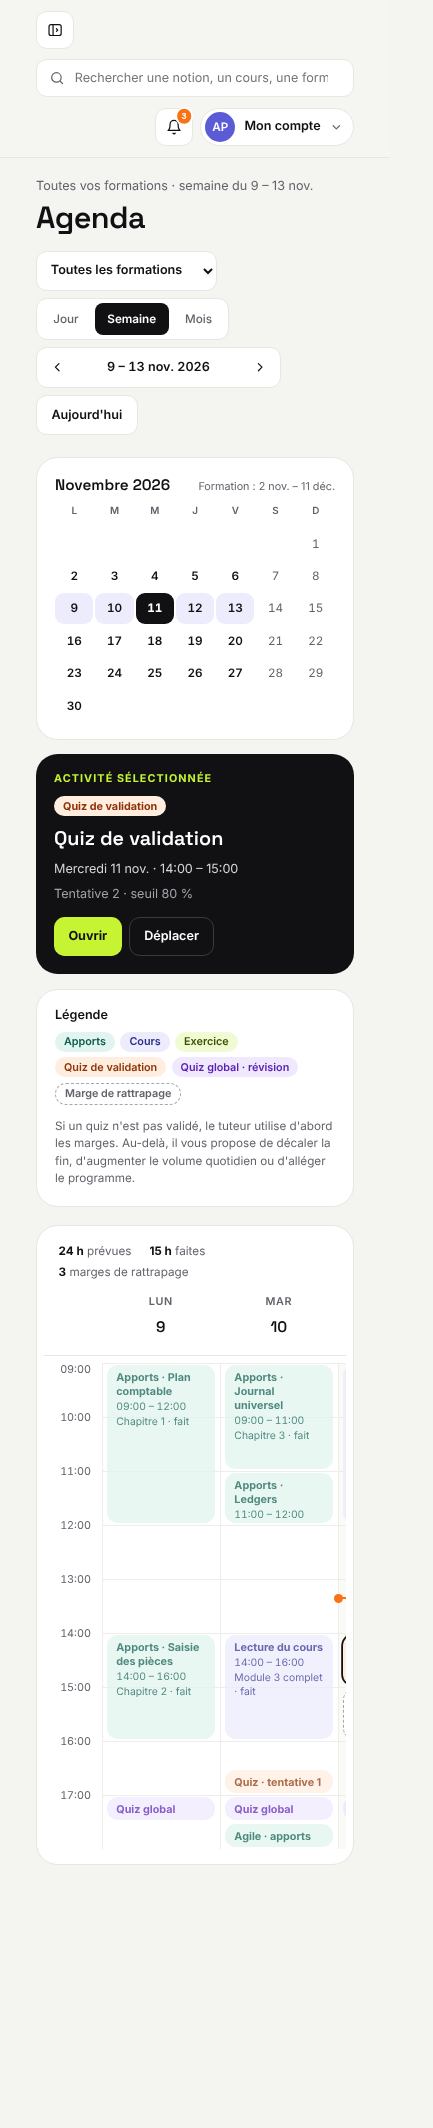 Rechercher une notion, un cours, une form
3
AP Mon compte
Toutes vos formations · semaine du 9 – 13 nov.
Agenda
Toutes les formations
Jour Semaine Mois
9 – 13 nov. 2026
Aujourd'hui
Novembre 2026 Formation : 2 nov. – 11 déc.
L M M J V S D
1
2 3 4 5 6 7 8
9 10 11 12 13 14 15
16 17 18 19 20 21 22
23 24 25 26 27 28 29
30
ACTIVITÉ SÉLECTIONNÉE
Quiz de validation
Quiz de validation
Mercredi 11 nov. · 14:00 – 15:00
Tentative 2 · seuil 80 %
Ouvrir Déplacer
Légende
Apports Cours Exercice
Quiz de validation Quiz global · révision
Marge de rattrapage
Si un quiz n'est pas validé, le tuteur utilise d'abord
les marges. Au-delà, il vous propose de décaler la
fin, d'augmenter le volume quotidien ou d'alléger
le programme.
24 h prévues 15 h faites
3 marges de rattrapage
LUN MAR
9 10
09:00
10:00
11:00
12:00
13:00
14:00
15:00
16:00
17:00
Apports · Plan
comptable
09:00 – 12:00
Chapitre 1 · fait
Apports · Saisie
des pièces
14:00 – 16:00
Chapitre 2 · fait
Quiz global
Apports ·
Journal
universel
09:00 – 11:00
Chapitre 3 · fait
Apports ·
Ledgers
11:00 – 12:00
Lecture du cours
14:00 – 16:00
Module 3 complet
· fait
Quiz · tentative 1
Quiz global
Agile · apports